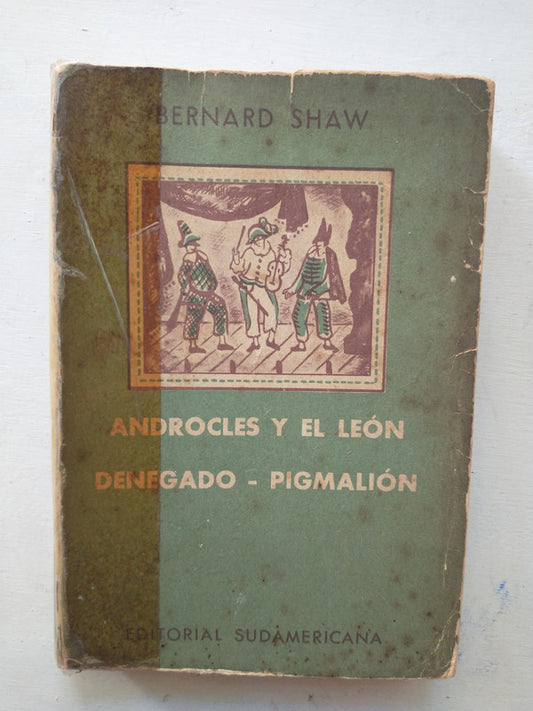 BERNARD SHAW
ANDROCLES Y EL LEÓN
DENEGADO - PIGMALIÓN
EDITORIAL SUDAMERICANA